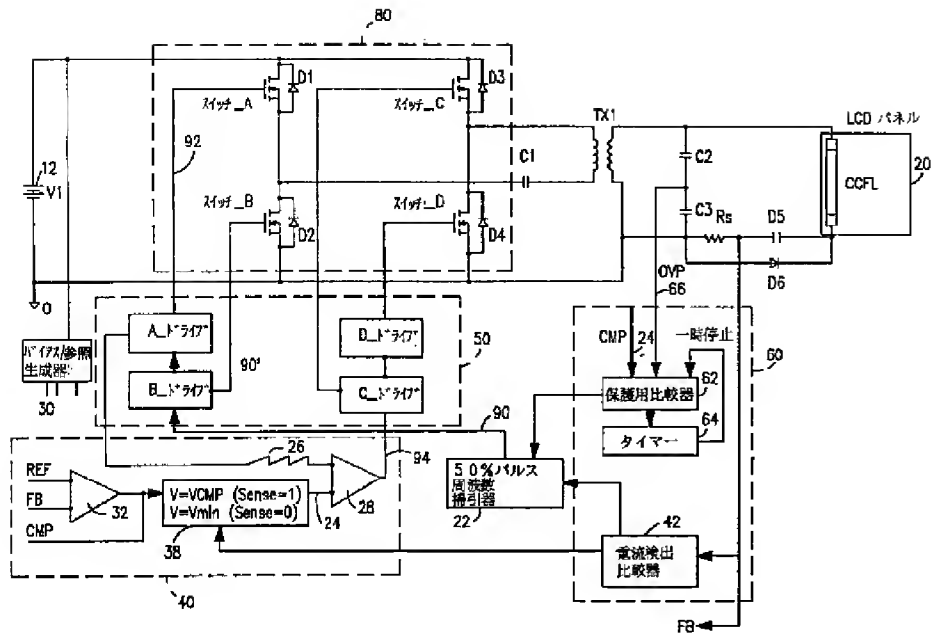 80
D1
D3
スイッチ_A
スイッチ_C
TX1
LCD パネル
92
20
12
V1
C1
C2
CCFL
スイッチ_B
スイッチ_D
C3
Rs
D5
D2
D4
D6
OVP
66
0
A_ドライブ
D_ドライブ
50
CMP
24
一時停止
60
バイアス/参照
生成器
90'
B_ドライブ
C_ドライブ
保護用比較器
62
30
90
64
タイマー
26
94
REF
50%パルス
周波数
掃引器
FB
32
V=VCMP (Sense=1)
V=Vmin (Sense=0)
24
28
22
42
CMP
38
電流検出
比較器
40
FB